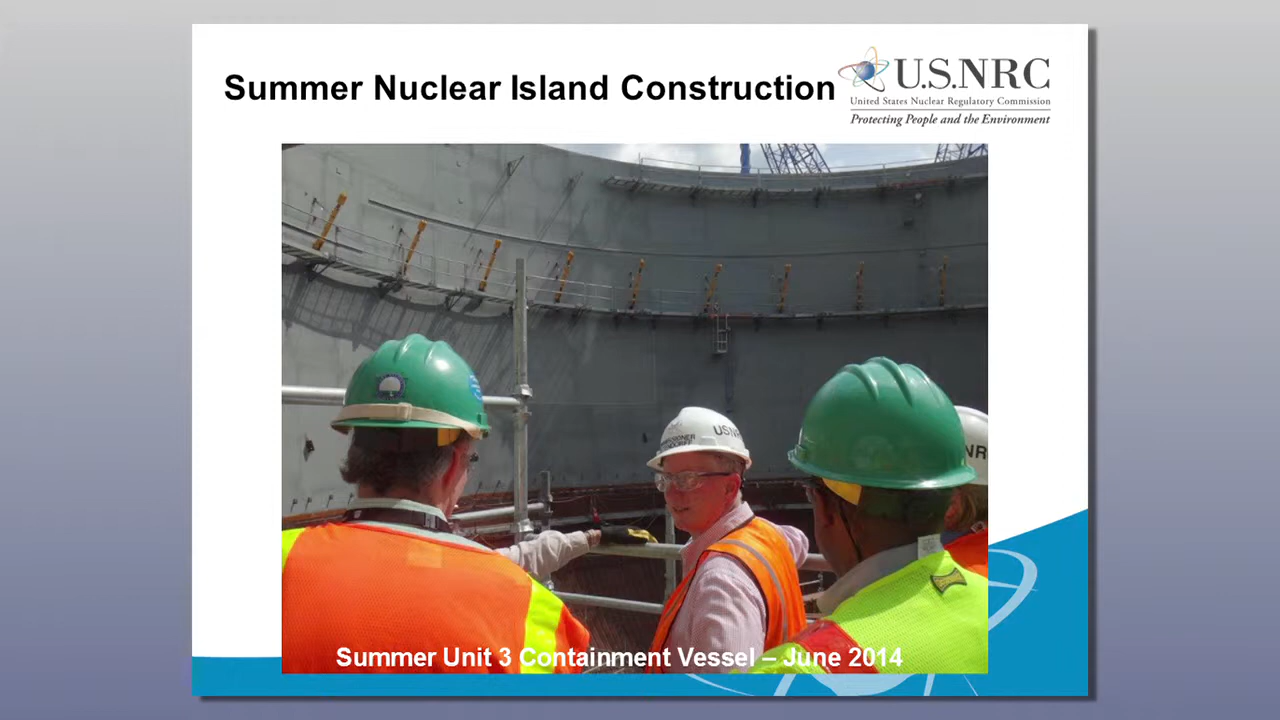 Summer Nuclear Island Construction
U.S.NRC
United States Nuclear Regulatory Commission
Protecting People and the Environment
USNRC
Summer Unit 3 Containment Vessel – June 2014